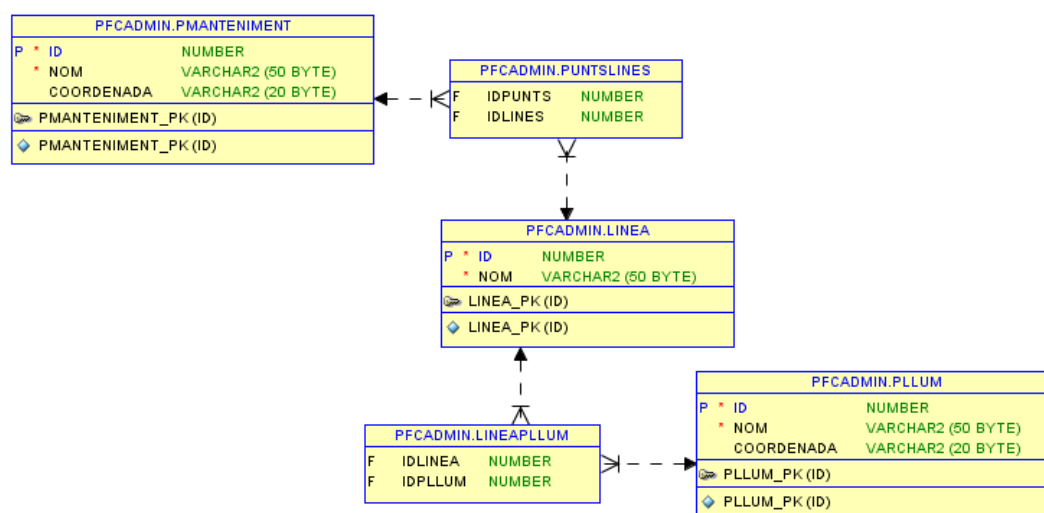 PFCADMIN.PMANTENIMENT
P * ID NUMBER
* NOM VARCHAR2 (50 BYTE)
COORDENADA VARCHAR2 (20 BYTE)
PMANTENIMENT_PK (ID)
PMANTENIMENT_PK (ID)
PFCADMIN.PUNTSLINES
F IDPUNTS NUMBER
F IDLINES NUMBER
PFCADMIN.LINEA
P * ID NUMBER
* NOM VARCHAR2 (50 BYTE)
LINEA_PK (ID)
LINEA_PK (ID)
PFCADMIN.LINEAPLLUM
F IDLINEA NUMBER
F IDPLLUM NUMBER
PFCADMIN.PLLUM
P * ID NUMBER
* NOM VARCHAR2 (50 BYTE)
COORDENADA VARCHAR2 (20 BYTE)
PLLUM_PK (ID)
PLLUM_PK (ID)